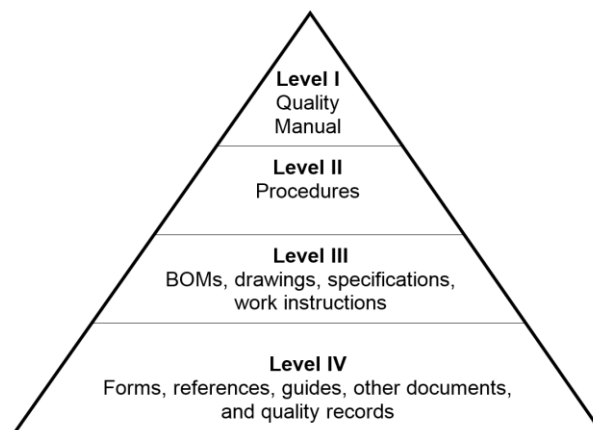 Level I
Quality
Manual
Level II
Procedures
Level III
BOMs, drawings, specifications,
work instructions
Level IV
Forms, references, guides, other documents,
and quality records